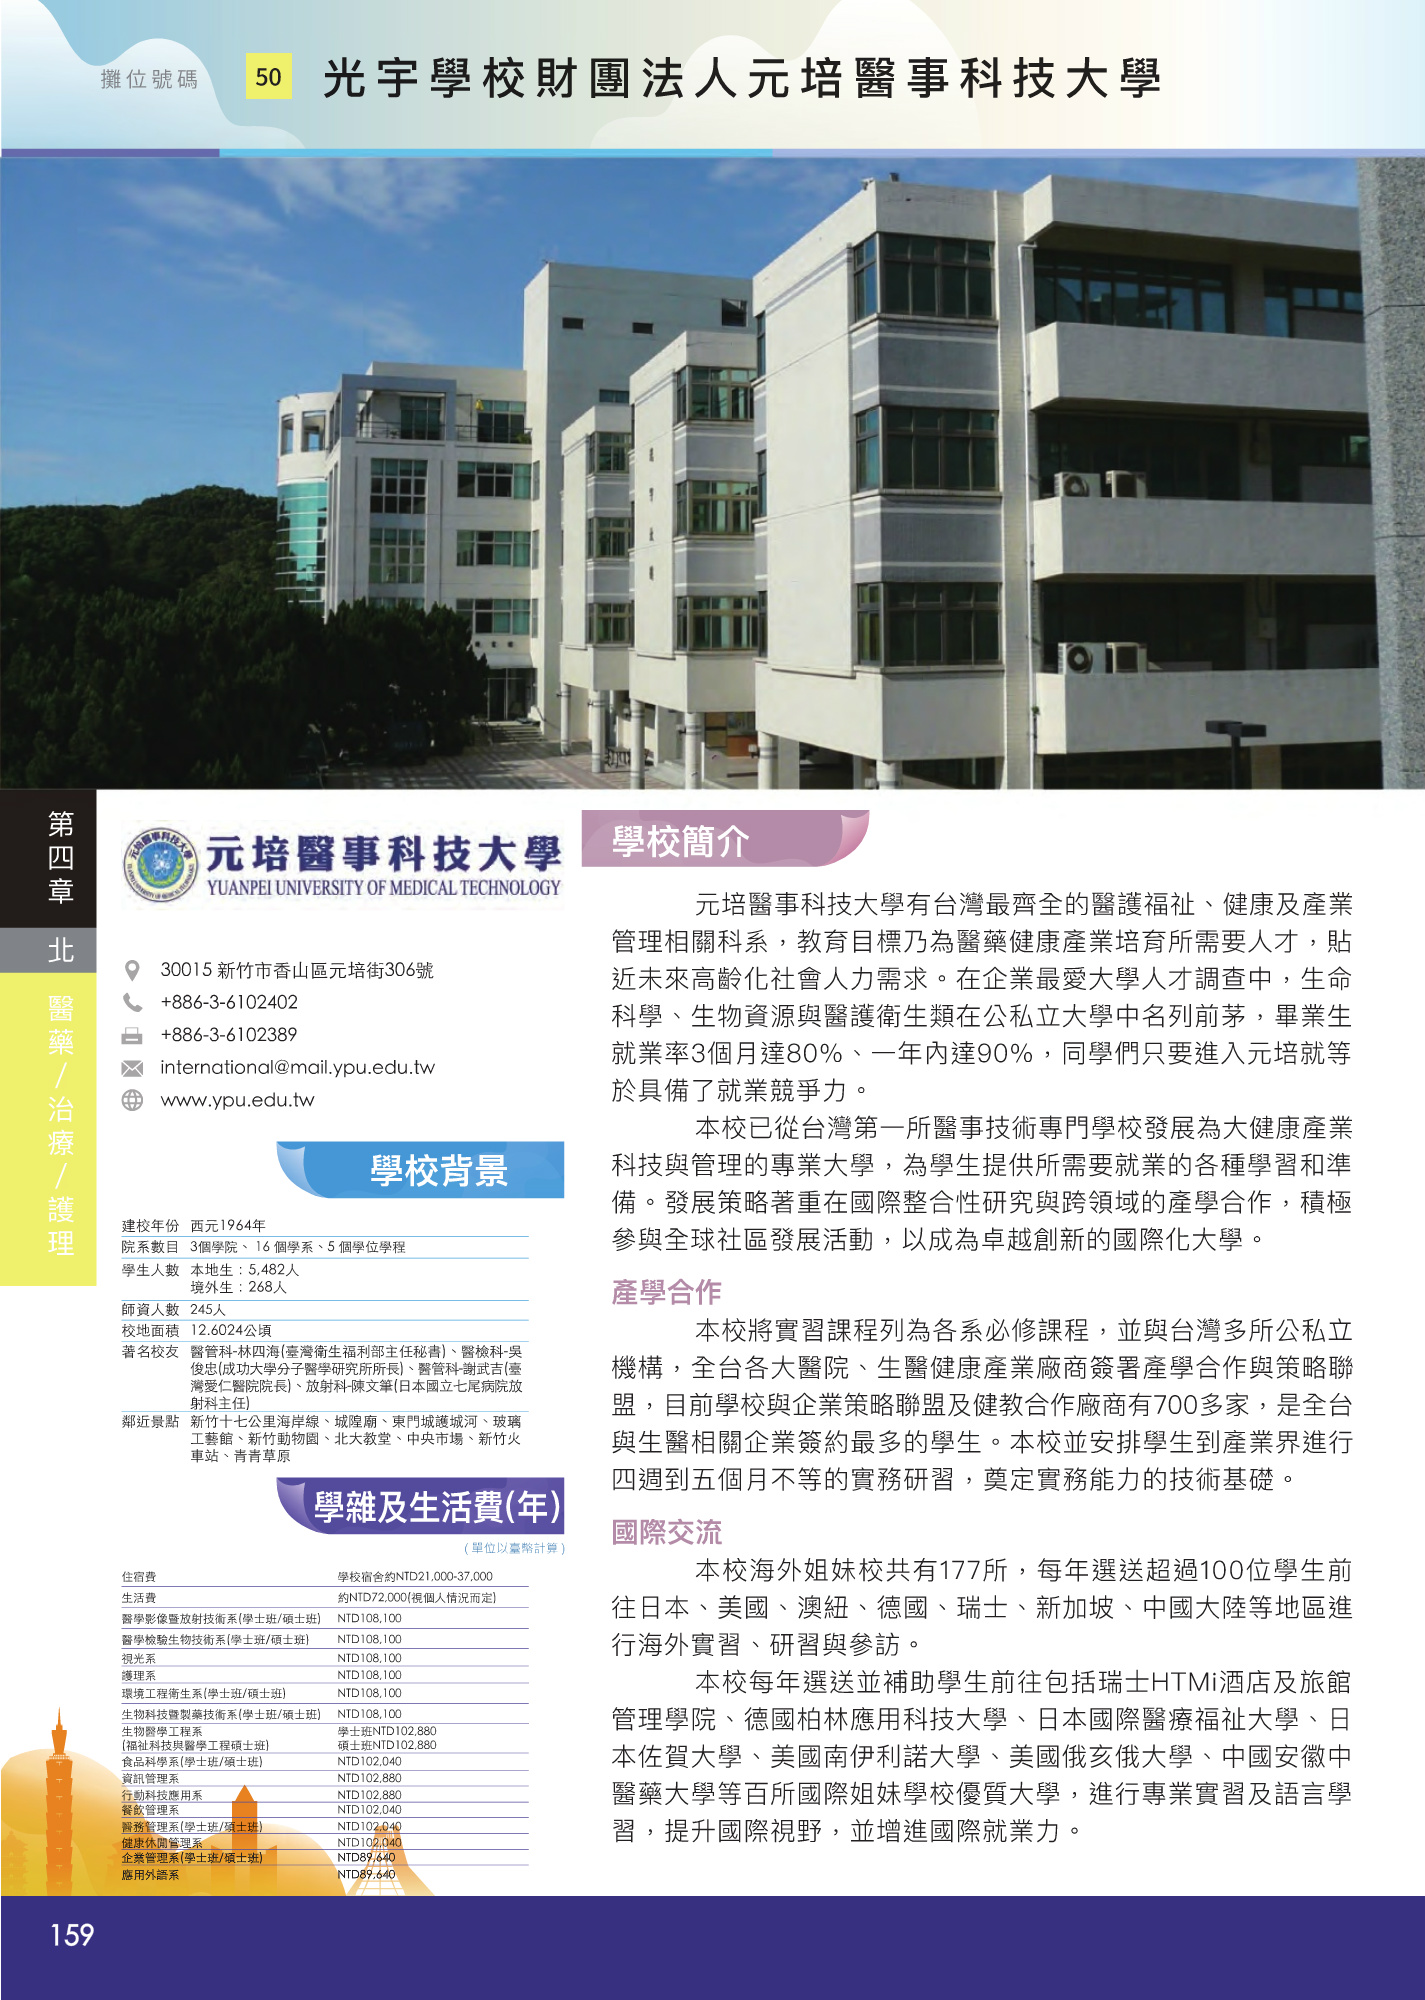 攤位號碼 50 光宇學校財團法人元培醫事科技大學
第四章
北
醫藥/治療/護理
元培醫事科技大學
YUANPEI UNIVERSITY OF MEDICAL TECHNOLOGY
30015 新竹市香山區元培街306號
+886-3-6102402
+886-3-6102389
international@mail.ypu.edu.tw
www.ypu.edu.tw
學校背景
建校年份 西元1964年
院系數目 3個學院、16 個學系、5 個學位學程
學生人數 本地生：5,482人
境外生：268人
師資人數 245人
校地面積 12.6024公頃
著名校友 醫管科-林四海(臺灣衛生福利部主任秘書)、醫檢科-吳
俊忠(成功大學分子醫學研究所所長)、醫管科-謝武吉(臺
灣愛仁醫院院長)、放射科-陳文筆(日本國立七尾病院放
射科主任)
鄰近景點 新竹十七公里海岸線、城隍廟、東門城護城河、玻璃
工藝館、新竹動物園、北大教堂、中央市場、新竹火
車站、青青草原
學雜及生活費(年)
(單位以臺幣計算)
住宿費 學校宿舍約NTD21,000-37,000
生活費 約NTD72,000(視個人情況而定)
醫學影像暨放射技術系(學士班/碩士班) NTD108,100
醫學檢驗生物技術系(學士班/碩士班) NTD108,100
視光系 NTD108,100
護理系 NTD108,100
環境工程衛生系(學士班/碩士班) NTD108,100
生物科技暨製藥技術系(學士班/碩士班) NTD108,100
生物醫學工程系 學士班NTD102,880
(福祉科技與醫學工程碩士班) 碩士班NTD102,880
食品科學系(學士班/碩士班) NTD102,040
資訊管理系 NTD102,880
行動科技應用系 NTD102,880
餐飲管理系 NTD102,040
醫務管理系(學士班/碩士班) NTD102,040
健康休閒管理系 NTD102,040
企業管理系(學士班/碩士班) NTD89,640
應用外語系 NTD89,640
學校簡介
元培醫事科技大學有台灣最齊全的醫護福祉、健康及產業
管理相關科系，教育目標乃為醫藥健康產業培育所需要人才，貼
近未來高齡化社會人力需求。在企業最愛大學人才調查中，生命
科學、生物資源與醫護衛生類在公私立大學中名列前茅，畢業生
就業率3個月達80%、一年內達90%，同學們只要進入元培就等
於具備了就業競爭力。
本校已從台灣第一所醫事技術專門學校發展為大健康產業
科技與管理的專業大學，為學生提供所需要就業的各種學習和準
備。發展策略著重在國際整合性研究與跨領域的產學合作，積極
參與全球社區發展活動，以成為卓越創新的國際化大學。
產學合作
本校將實習課程列為各系必修課程，並與台灣多所公私立
機構，全台各大醫院、生醫健康產業廠商簽署產學合作與策略聯
盟，目前學校與企業策略聯盟及健教合作廠商有700多家，是全台
與生醫相關企業簽約最多的學生。本校並安排學生到產業界進行
四週到五個月不等的實務研習，奠定實務能力的技術基礎。
國際交流
本校海外姐妹校共有177所，每年選送超過100位學生前
往日本、美國、澳紐、德國、瑞士、新加坡、中國大陸等地區進
行海外實習、研習與參訪。
本校每年選送並補助學生前往包括瑞士HTMi酒店及旅館
管理學院、德國柏林應用科技大學、日本國際醫療福祉大學、日
本佐賀大學、美國南伊利諾大學、美國俄亥俄大學、中國安徽中
醫藥大學等百所國際姐妹學校優質大學，進行專業實習及語言學
習，提升國際視野，並增進國際就業力。
159